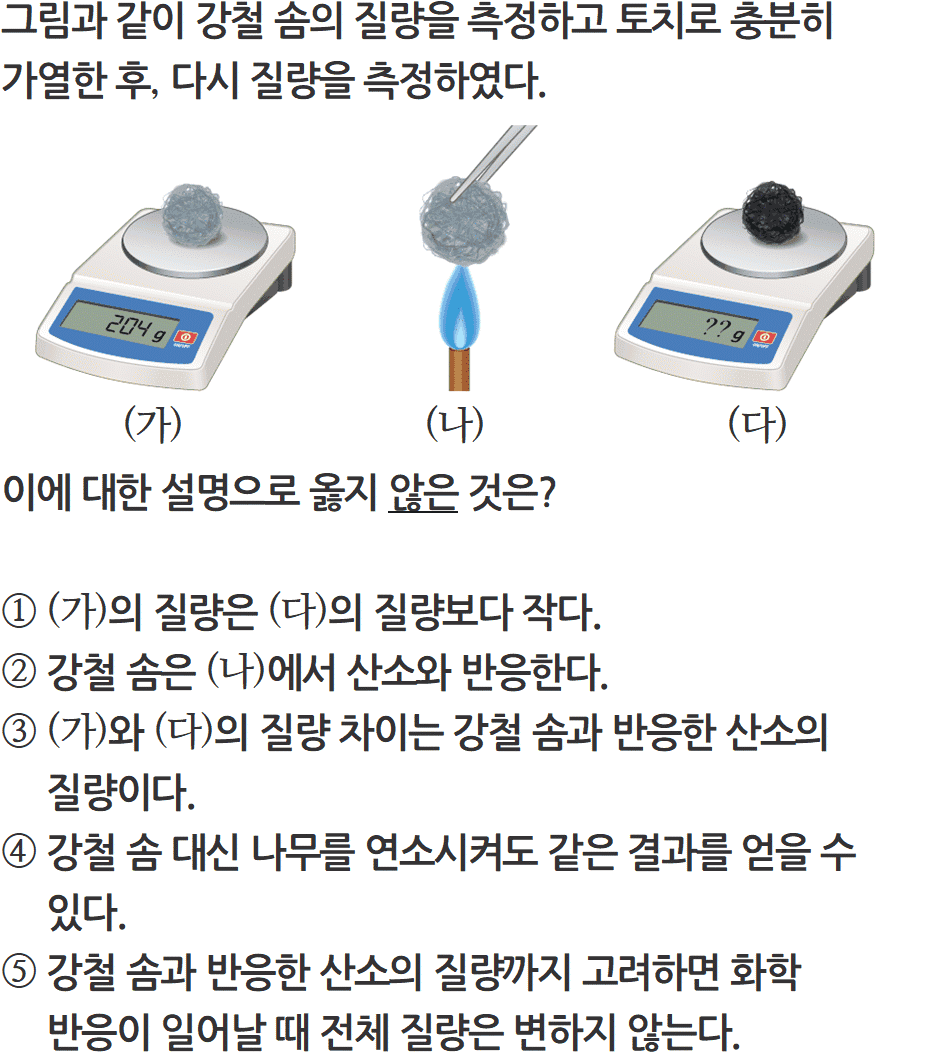 그림과 같이 강철 솜의 질량을 측정하고 토치로 충분히
가열한 후, 다시 질량을 측정하였다.
204 g
?? g
(가)
(나)
(다)
이에 대한 설명으로 옳지 않은 것은?
① (가)의 질량은 (다)의 질량보다 작다.
② 강철 솜은 (나)에서 산소와 반응한다.
③ (가)와 (다)의 질량 차이는 강철 솜과 반응한 산소의
질량이다.
④ 강철 솜 대신 나무를 연소시켜도 같은 결과를 얻을 수
있다.
⑤ 강철 솜과 반응한 산소의 질량까지 고려하면 화학
반응이 일어날 때 전체 질량은 변하지 않는다.